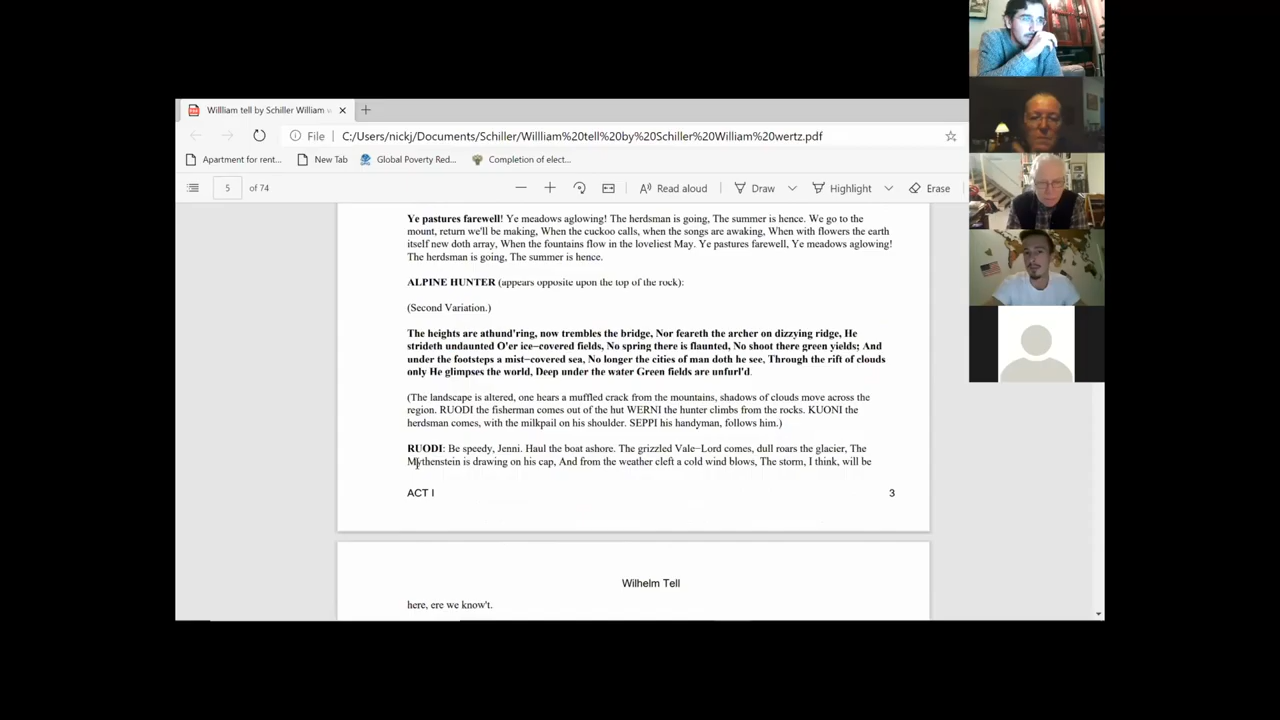 Willliam tell by Schiller William w
File C:/Users/nickj/Documents/Schiller/Willliam%20tell%20by%20Schiller%20William%20wertz.pdf
Apartment for rent... New Tab Global Poverty Red... Completion of elect...
5 of 74 Read aloud Draw Highlight Erase
Ye pastures farewell! Ye meadows aglowing! The herdsman is going, The summer is hence. We go to the
mount, return we'll be making, When the cuckoo calls, when the songs are awaking, When with flowers the earth
itself new doth array, When the fountains flow in the loveliest May. Ye pastures farewell, Ye meadows aglowing!
The herdsman is going, The summer is hence.
ALPINE HUNTER (appears opposite upon the top of the rock):
(Second Variation.)
The heights are athund'ring, now trembles the bridge, Nor feareth the archer on dizzying ridge, He
strideth undaunted O'er ice−covered fields, No spring there is flaunted, No shoot there green yields; And
under the footsteps a mist−covered sea, No longer the cities of man doth he see, Through the rift of clouds
only He glimpses the world, Deep under the water Green fields are unfurl'd.
(The landscape is altered, one hears a muffled crack from the mountains, shadows of clouds move across the
region. RUODI the fisherman comes out of the hut WERNI the hunter climbs from the rocks. KUONI the
herdsman comes, with the milkpail on his shoulder. SEPPI his handyman, follows him.)
RUODI: Be speedy, Jenni. Haul the boat ashore. The grizzled Vale−Lord comes, dull roars the glacier, The
Mythenstein is drawing on his cap, And from the weather cleft a cold wind blows, The storm, I think, will be
ACT I 3
Wilhelm Tell
here, ere we know't.